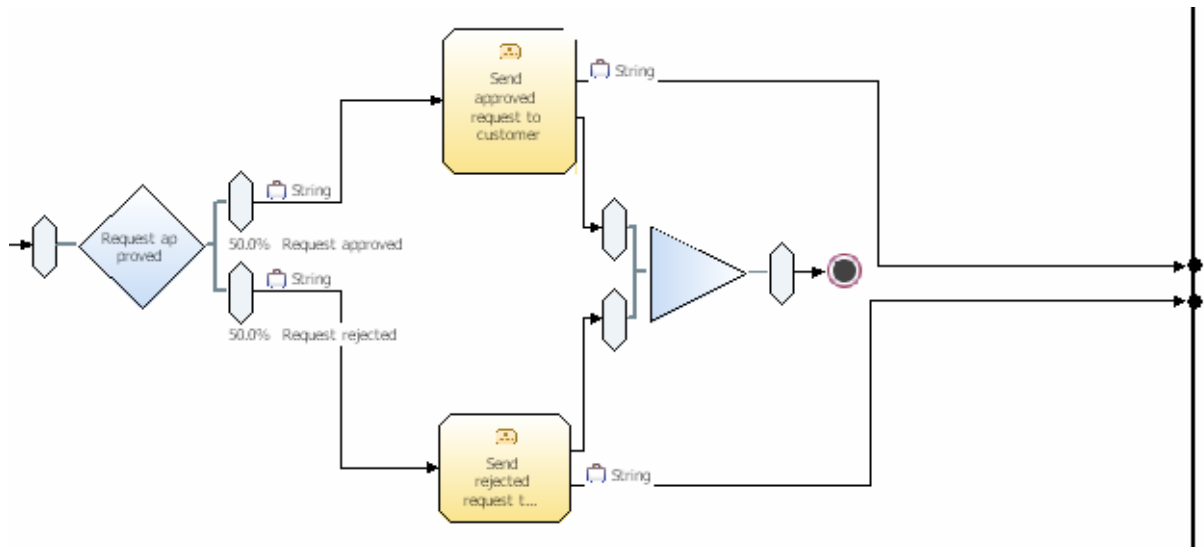 Send
approved
request to
customer
String
String
Request ap
proved
50.0% Request approved
String
50.0% Request rejected
Send
rejected
request t...
String